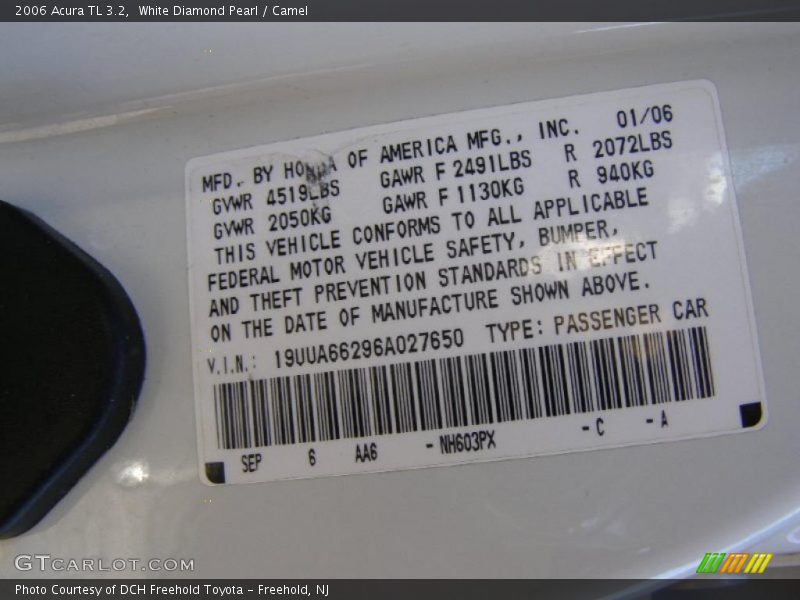 2006 Acura TL 3.2, White Diamond Pearl / Camel
MFD. BY HONDA OF AMERICA MFG., INC. 01/06
GVWR 4519LBS GAWR F 2491LBS R 2072LBS
GVWR 2050KG GAWR F 1130KG R 940KG
THIS VEHICLE CONFORMS TO ALL APPLICABLE
FEDERAL MOTOR VEHICLE SAFETY, BUMPER,
AND THEFT PREVENTION STANDARDS IN EFFECT
ON THE DATE OF MANUFACTURE SHOWN ABOVE.
V.I.N.: 19UUA66296A027650 TYPE: PASSENGER CAR
SEP 6 AA6 - NH603PX - C - A
GTCARLOT.COM
Photo Courtesy of DCH Freehold Toyota - Freehold, NJ